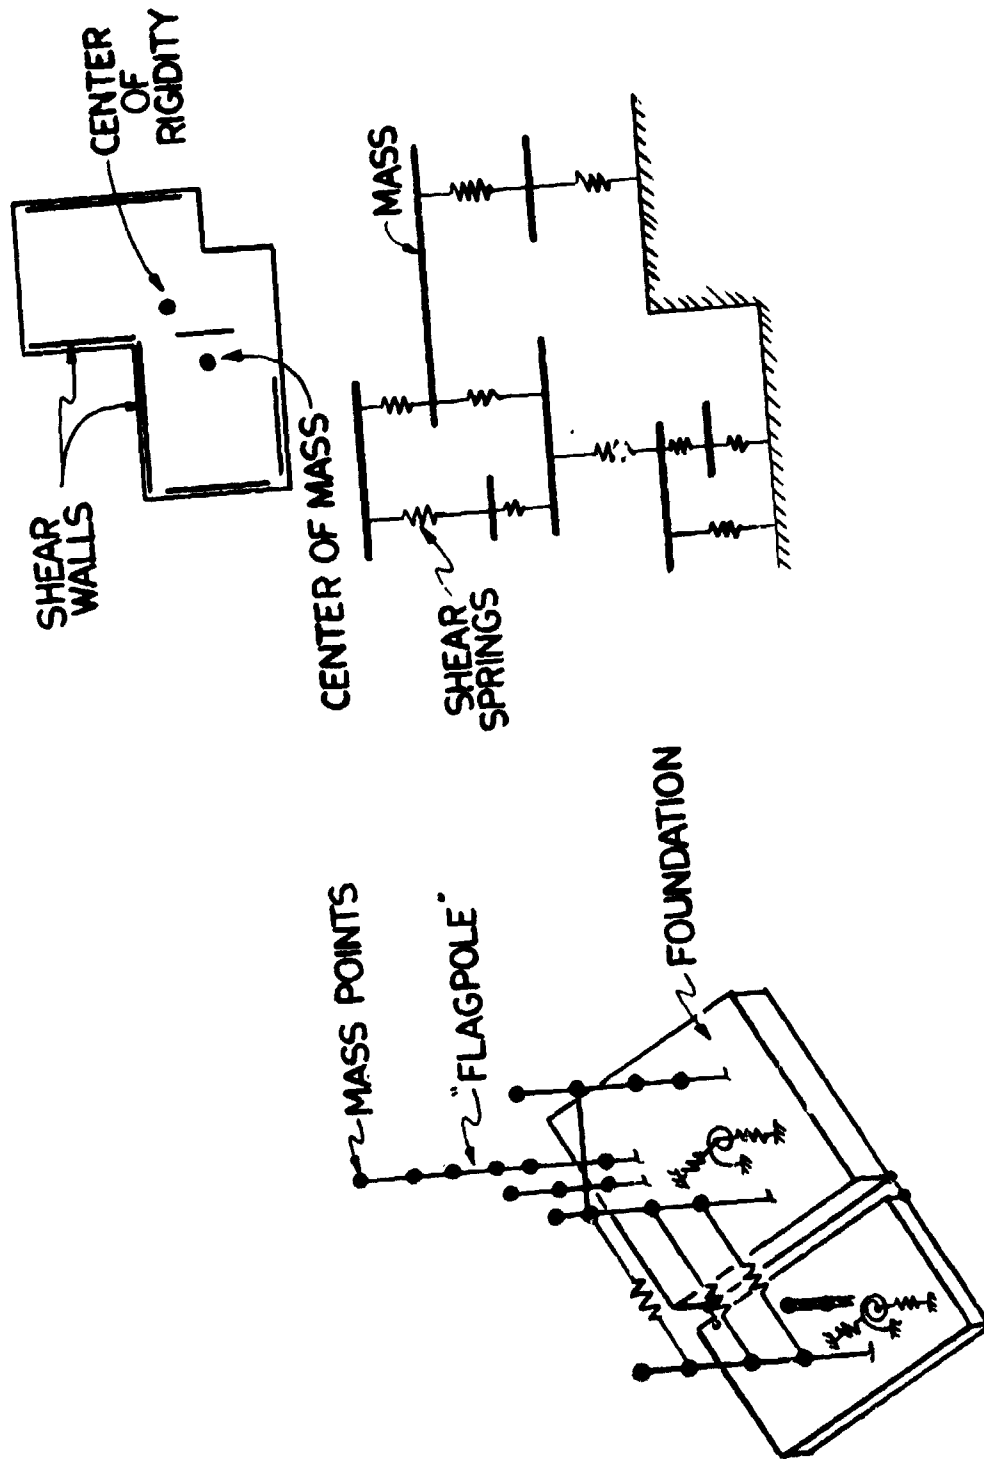 SHEAR
WALLS
CENTER
OF
RIGIDITY
CENTER OF MASS
MASS
SHEAR
SPRINGS
MASS POINTS
"FLAGPOLE"
FOUNDATION